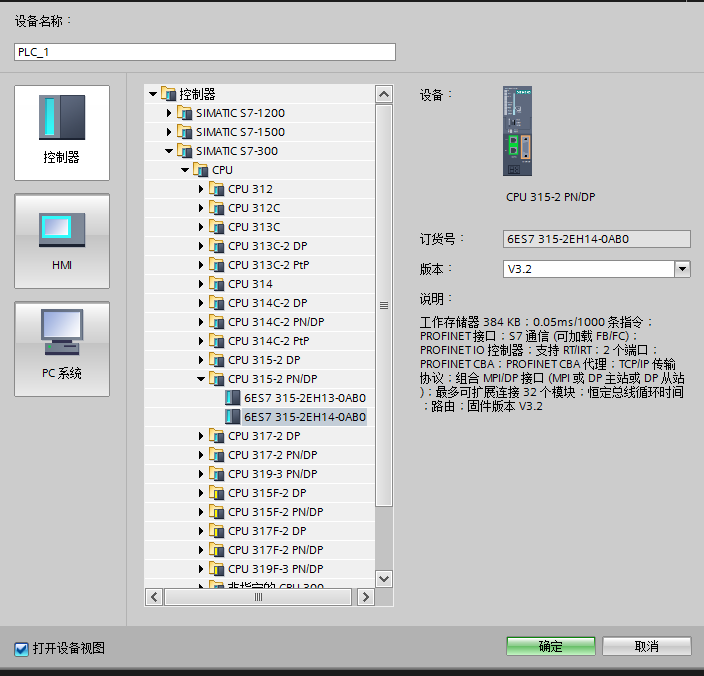 设备名称：
PLC_1
控制器
HMI
PC 系统
控制器
SIMATIC S7-1200
SIMATIC S7-1500
SIMATIC S7-300
CPU
CPU 312
CPU 312C
CPU 313C
CPU 313C-2 DP
CPU 313C-2 PtP
CPU 314
CPU 314C-2 DP
CPU 314C-2 PN/DP
CPU 314C-2 PtP
CPU 315-2 DP
CPU 315-2 PN/DP
6ES7 315-2EH13-0AB0
6ES7 315-2EH14-0AB0
CPU 317-2 DP
CPU 317-2 PN/DP
CPU 319-3 PN/DP
CPU 315F-2 DP
CPU 315F-2 PN/DP
CPU 317F-2 DP
CPU 317F-2 PN/DP
CPU 319F-3 PN/DP
非指定的 CPU 300
设备：
CPU 315-2 PN/DP
订货号：
6ES7 315-2EH14-0AB0
版本：
V3.2
说明：
工作存储器 384 KB；0.05ms/1000 条指令；
PROFINET 接口；S7 通信 (可加载 FB/FC)；
PROFINET IO 控制器；支持 RT/IRT；2 个端口；
PROFINET CBA；PROFINET CBA 代理；TCP/IP 传输
协议；组合 MPI/DP 接口 (MPI 或 DP 主站或 DP 从站
)；最多可扩展连接 32 个模块；恒定总线循环时间
；路由；固件版本 V3.2
打开设备视图
确定
取消